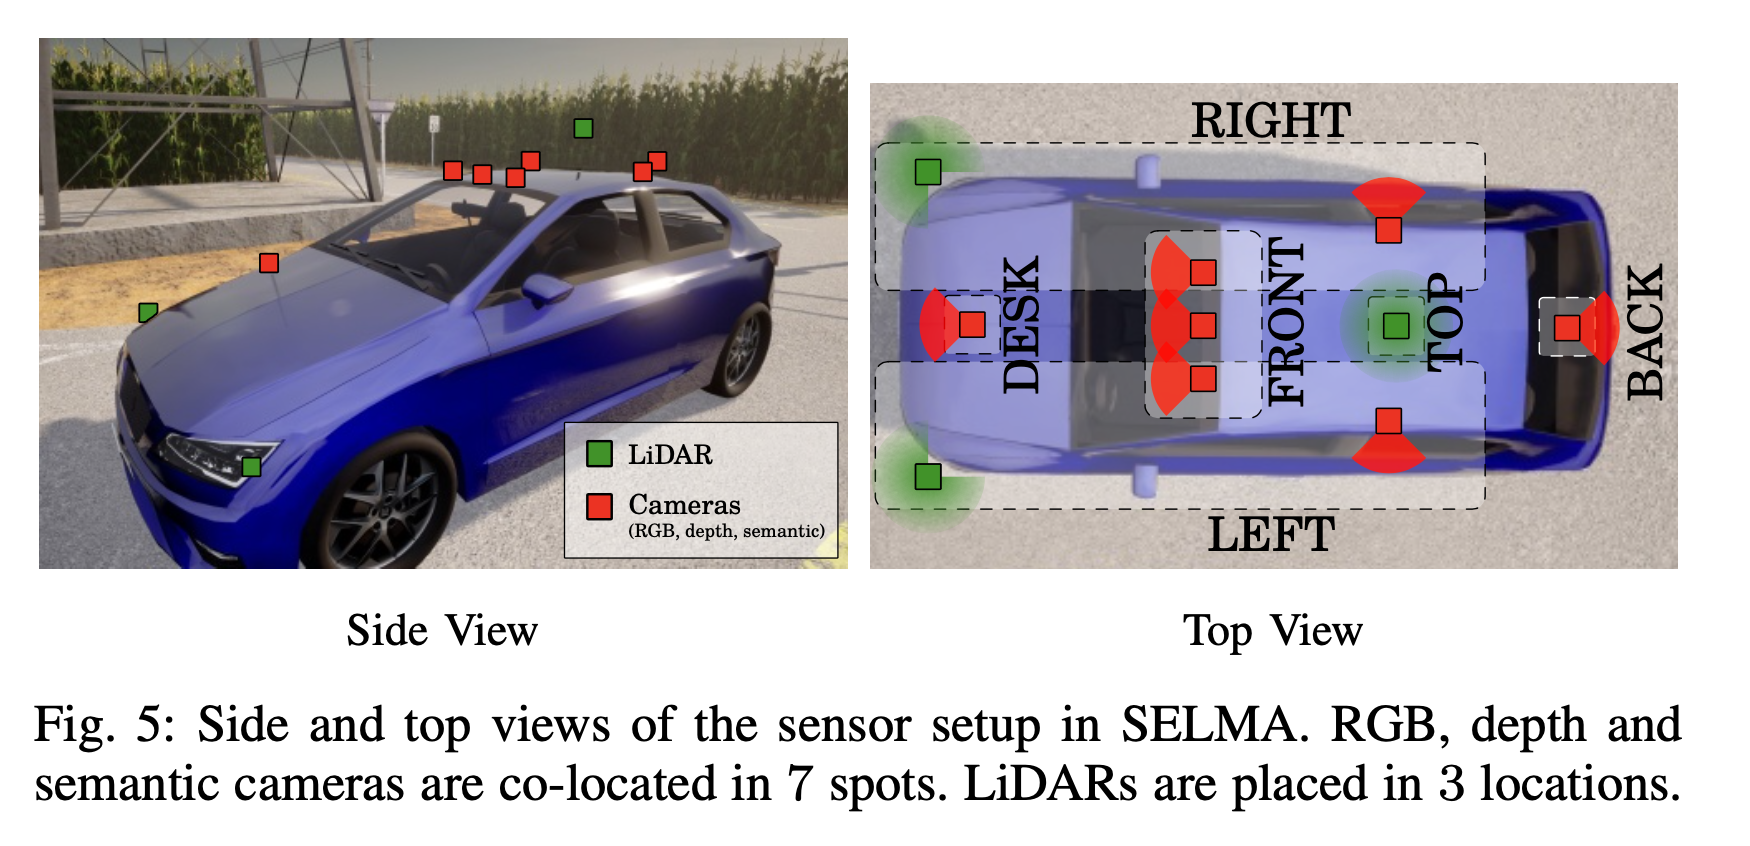 LiDAR
Cameras
(RGB, depth, semantic)
RIGHT
DESK
FRONT
TOP
BACK
LEFT
Side View
Top View
Fig. 5: Side and top views of the sensor setup in SELMA. RGB, depth and
semantic cameras are co-located in 7 spots. LiDARs are placed in 3 locations.